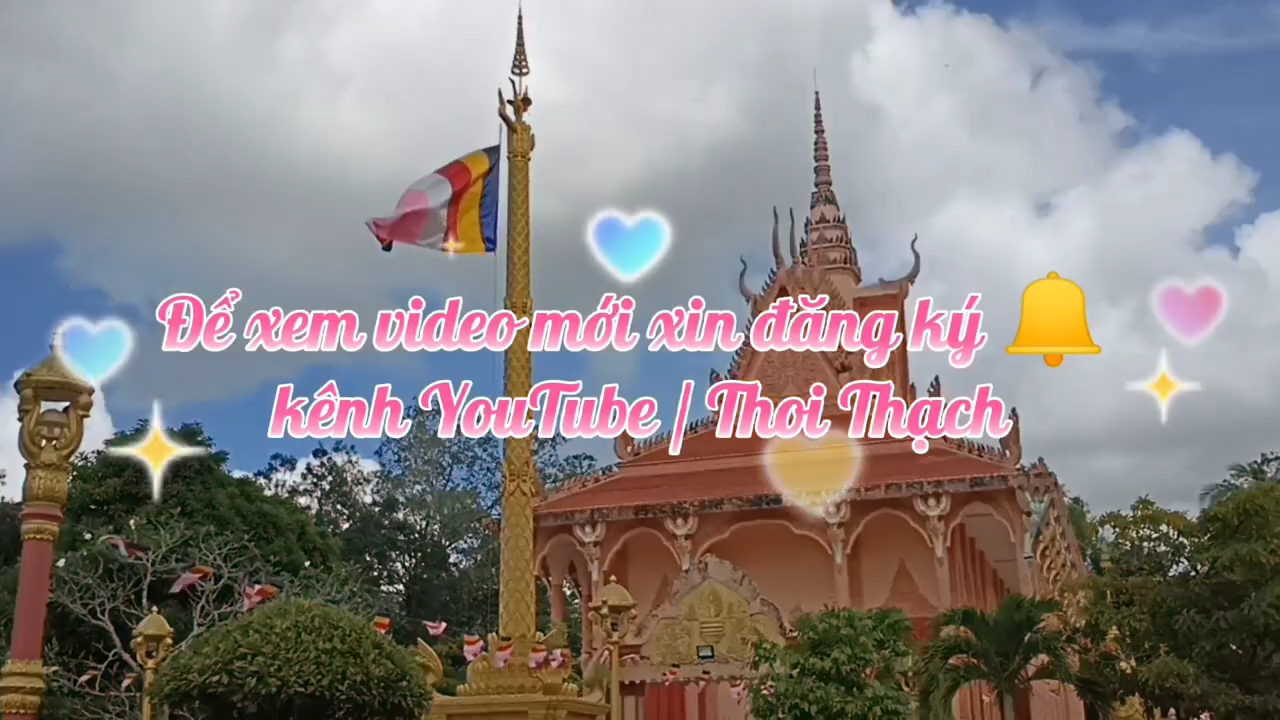 Để xem video mới xin đăng ký 🔔
kênh YouTube / Thoi Thạch